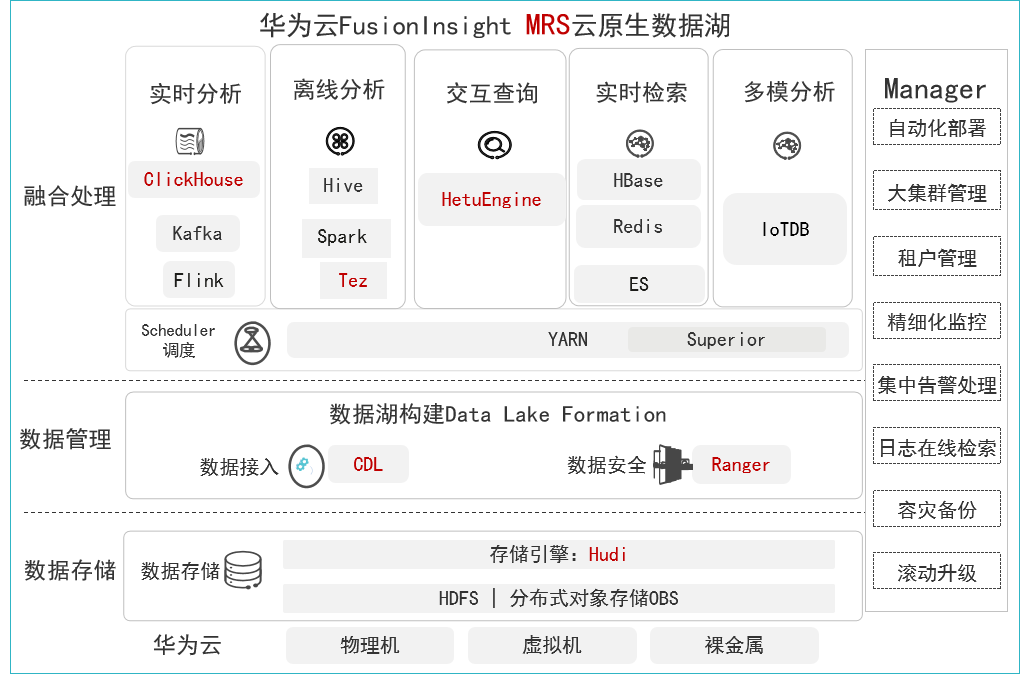 华为云FusionInsight MRS云原生数据湖
融合处理
实时分析
ClickHouse
Kafka
Flink
离线分析
Hive
Spark
Tez
交互查询
HetuEngine
实时检索
HBase
Redis
ES
多模分析
IoTDB
Scheduler
调度
YARN
Superior
数据管理
数据湖构建Data Lake Formation
数据接入
CDL
数据安全
Ranger
数据存储
数据存储
存储引擎：Hudi
HDFS | 分布式对象存储OBS
华为云
物理机
虚拟机
裸金属
Manager
自动化部署
大集群管理
租户管理
精细化监控
集中告警处理
日志在线检索
容灾备份
滚动升级